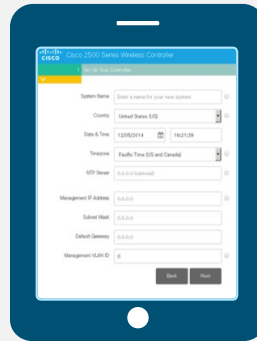 CISCO
Cisco 2500 Series Wireless Controller
1 Set Up Your Controller
System Name Enter a name for your new system
Country United States (US)
Date & Time 12/05/2014 19:21:39
Timezone Pacific Time (US and Canada)
NTP Server 0.0.0.0 (optional)
Management IP Address 0.0.0.0
Subnet Mask 0.0.0.0
Default Gateway 0.0.0.0
Management VLAN ID 0
Back Next